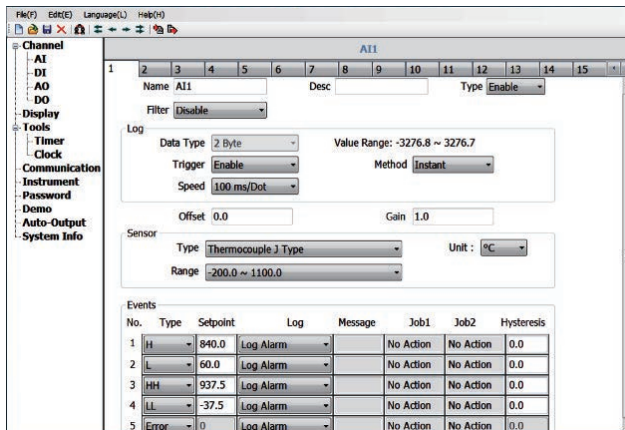 File(F) Edit(E) Language(L) Help(H)
AI1
Channel
AI
DI
AO
DO
Display
Tools
Timer
Clock
Communication
Instrument
Password
Demo
Auto-Output
System Info
1 2 3 4 5 6 7 8 9 10 11 12 13 14 15
Name AI1 Desc Type Enable
Filter Disable
Log
Data Type 2 Byte Value Range: -3276.8 ~ 3276.7
Trigger Enable Method Instant
Speed 100 ms/Dot
Offset 0.0 Gain 1.0
Sensor
Type Thermocouple J Type Unit : ºC
Range -200.0 ~ 1100.0
Events
No. Type Setpoint Log Message Job1 Job2 Hysteresis
1 H 840.0 Log Alarm No Action No Action 0.0
2 L 60.0 Log Alarm No Action No Action 0.0
3 HH 937.5 Log Alarm No Action No Action 0.0
4 LL -37.5 Log Alarm No Action No Action 0.0
5 Error 0 Log Alarm No Action No Action 0.0